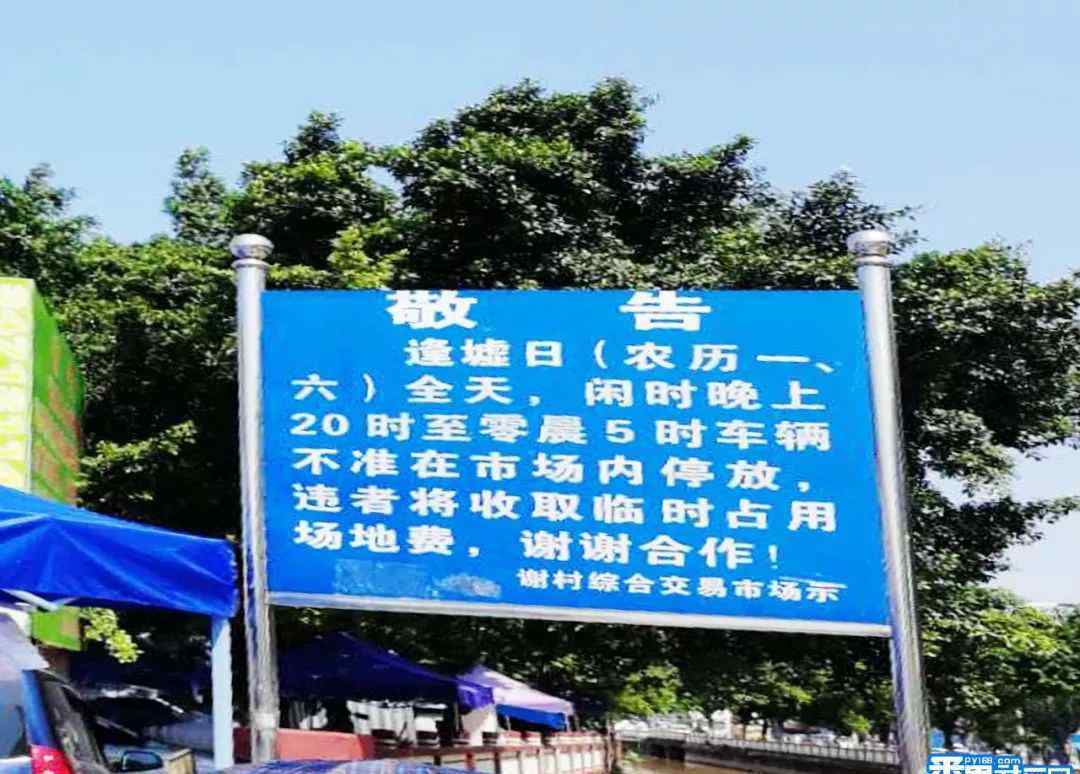 敬 告
逢墟日（农历一、
六）全天，闲时晚上
20时至零晨5时车辆
不准在市场内停放，
违者将收取临时占用
场地费，谢谢合作！
谢村综合交易市场示
PY168.com